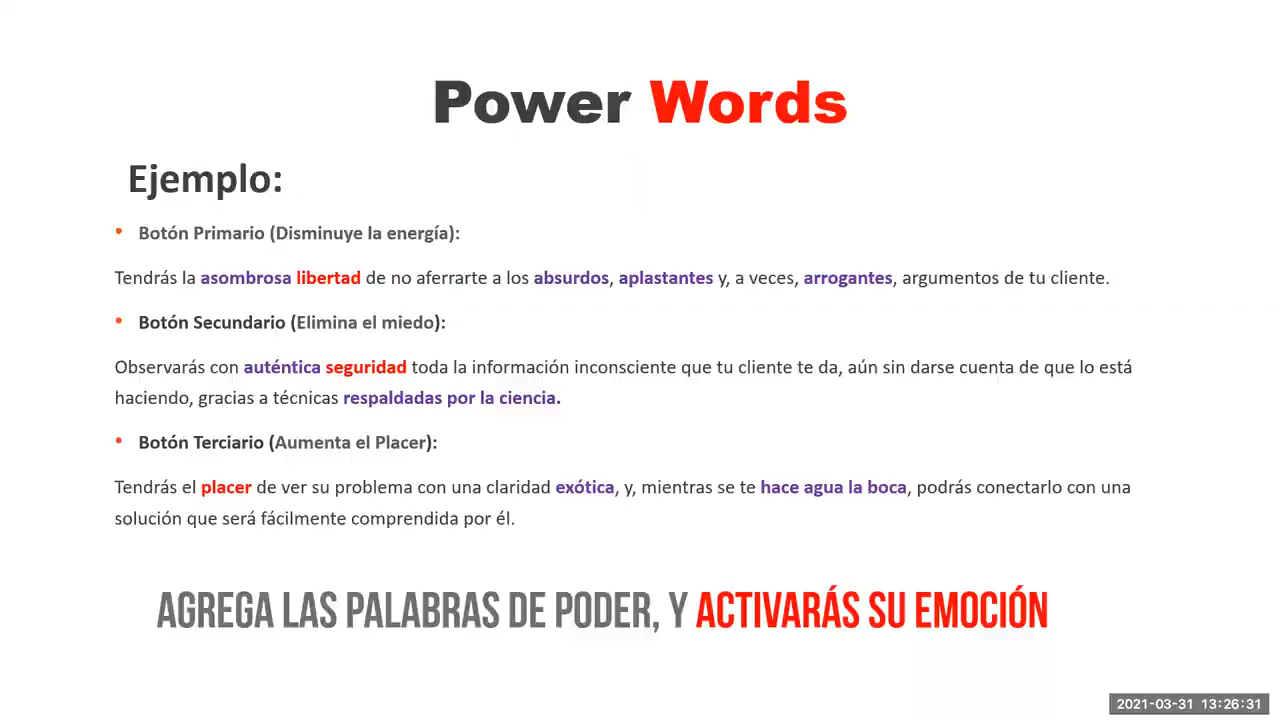 Power Words
Ejemplo:
• Botón Primario (Disminuye la energía):
Tendrás la asombrosa libertad de no aferrarte a los absurdos, aplastantes y, a veces, arrogantes, argumentos de tu cliente.
• Botón Secundario (Elimina el miedo):
Observarás con auténtica seguridad toda la información inconsciente que tu cliente te da, aún sin darse cuenta de que lo está
haciendo, gracias a técnicas respaldadas por la ciencia.
• Botón Terciario (Aumenta el Placer):
Tendrás el placer de ver su problema con una claridad exótica, y, mientras se te hace agua la boca, podrás conectarlo con una
solución que será fácilmente comprendida por él.
AGREGA LAS PALABRAS DE PODER, Y ACTIVARÁS SU EMOCIÓN
2021-03-31 13:26:31